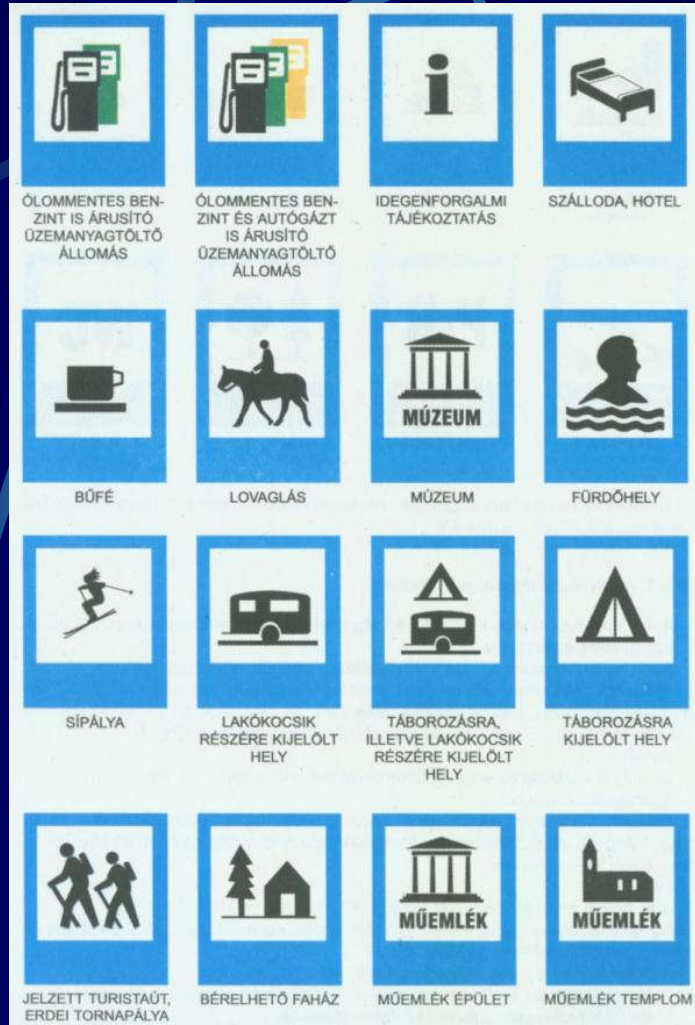 ÓLOMMENTES BEN-
ZINT IS ÁRUSÍTÓ
ÜZEMANYAGTÖLTŐ
ÁLLOMÁS
ÓLOMMENTES BEN-
ZINT ÉS AUTÓGÁZT
IS ÁRUSÍTÓ
ÜZEMANYAGTÖLTŐ
ÁLLOMÁS
IDEGENFORGALMI
TÁJÉKOZTATÁS
SZÁLLODA, HOTEL
MÚZEUM
BŰFÉ
LOVAGLÁS
MÚZEUM
FÜRDŐHELY
SÍPÁLYA
LAKÓKOCSIK
RÉSZÉRE KIJELÖLT
HELY
TÁBOROZÁSRA,
ILLETVE LAKÓKOCSIK
RÉSZÉRE KIJELÖLT
HELY
TÁBOROZÁSRA
KIJELÖLT HELY
MŰEMLÉK
MŰEMLÉK
JELZETT TURISTAÚT,
ERDEI TORNAPÁLYA
BÉRELHETŐ FAHÁZ
MŰEMLÉK ÉPÜLET
MŰEMLÉK TEMPLOM